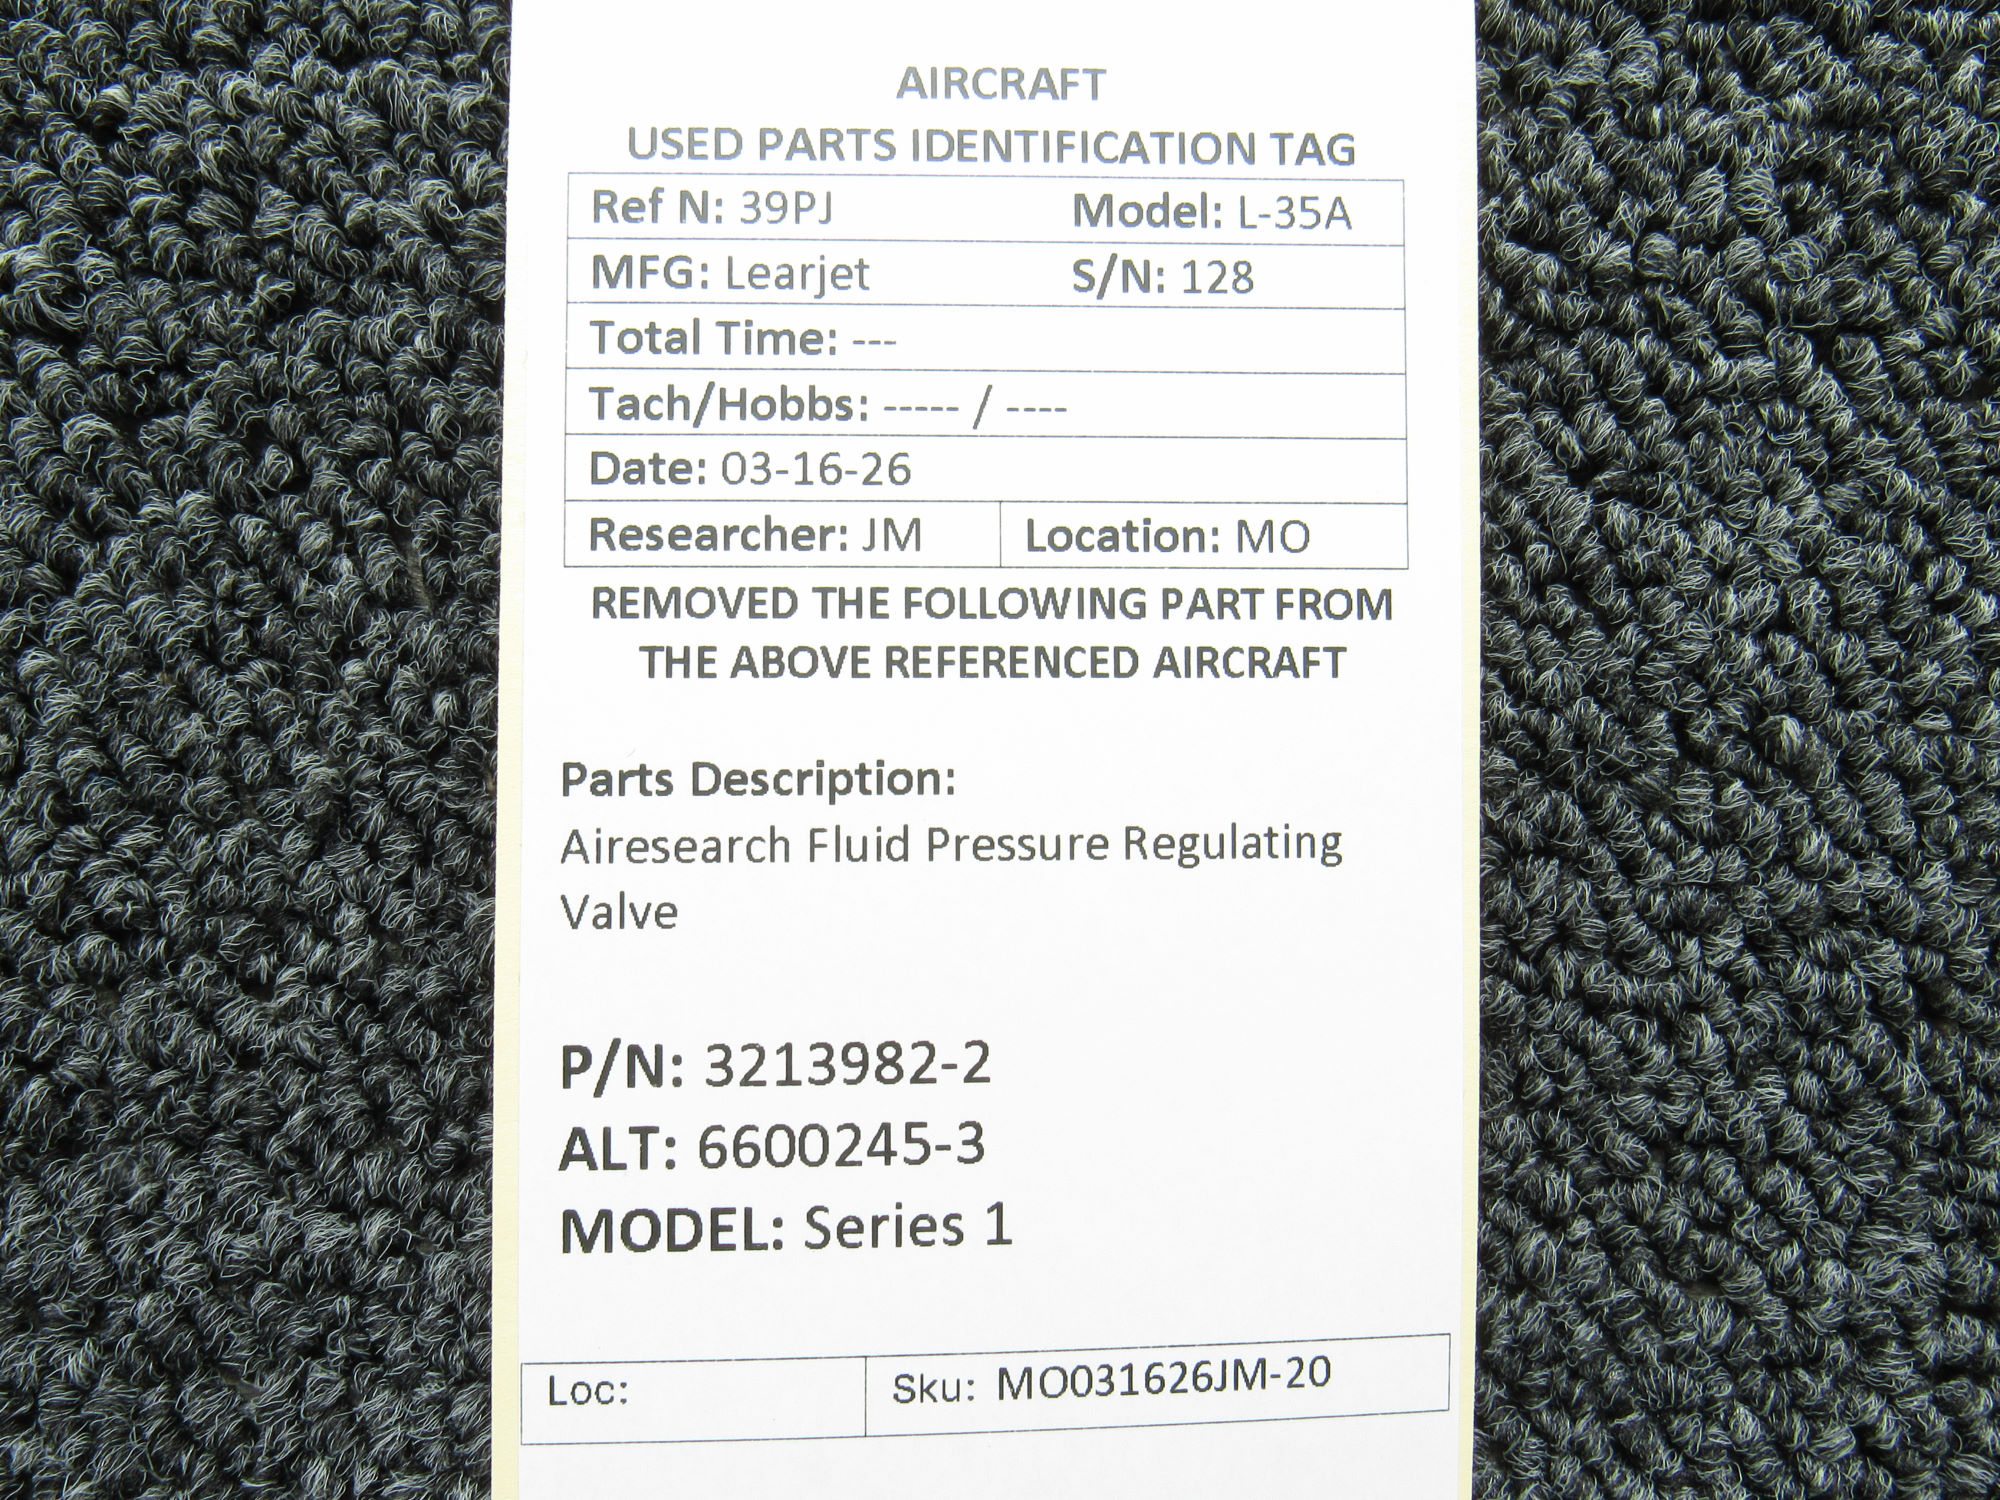 AIRCRAFT
USED PARTS IDENTIFICATION TAG
Ref N: 39PJ Model: L-35A
MFG: Learjet S/N: 128
Total Time: ---
Tach/Hobbs: ----- / ----
Date: 03-16-26
Researcher: JM Location: MO
REMOVED THE FOLLOWING PART FROM
THE ABOVE REFERENCED AIRCRAFT
Parts Description:
Airesearch Fluid Pressure Regulating
Valve
P/N: 3213982-2
ALT: 6600245-3
MODEL: Series 1
Loc: Sku: MO031626JM-20